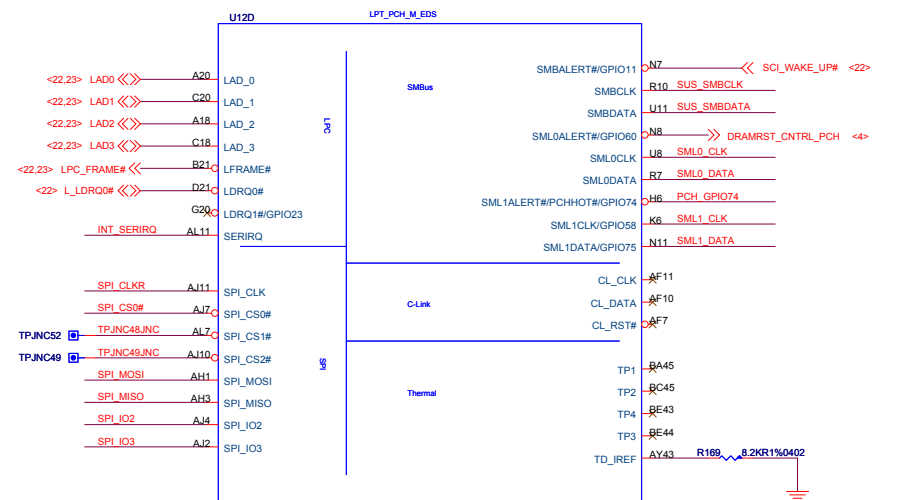 U12D
LPT_PCH_M_EDS
<22,23> LAD0 A20 LAD_0
<22,23> LAD1 C20 LAD_1
<22,23> LAD2 A18 LAD_2
<22,23> LAD3 C18 LAD_3
<22,23> LPC_FRAME# B21 LFRAME#
<22> L_LDRQ0# D21 LDRQ0#
G20 LDRQ1#/GPIO23
INT_SERIRQ AL11 SERIRQ
LPC
SPI_CLKR AJ11 SPI_CLK
SPI_CS0# AJ7 SPI_CS0#
TPJNC52 TPJNC48JNC AL7 SPI_CS1#
TPJNC49 TPJNC49JNC AJ10 SPI_CS2#
SPI_MOSI AH1 SPI_MOSI
SPI_MISO AH3 SPI_MISO
SPI_IO2 AJ4 SPI_IO2
SPI_IO3 AJ2 SPI_IO3
SPI
SMBus
SMBALERT#/GPIO11 N7 SCI_WAKE_UP# <22>
SMBCLK R10 SUS_SMBCLK
SMBDATA U11 SUS_SMBDATA
SML0ALERT#/GPIO60 N8 DRAMRST_CNTRL_PCH <4>
SML0CLK U8 SML0_CLK
SML0DATA R7 SML0_DATA
SML1ALERT#/PCHHOT#/GPIO74 H6 PCH_GPIO74
SML1CLK/GPIO58 K6 SML1_CLK
SML1DATA/GPIO75 N11 SML1_DATA
C-Link
CL_CLK AF11
CL_DATA AF10
CL_RST# AF7
Thermal
TP1 BA45
TP2 BC45
TP4 BE43
TP3 BE44
TD_IREF AY43 R169 8.2KR1%0402